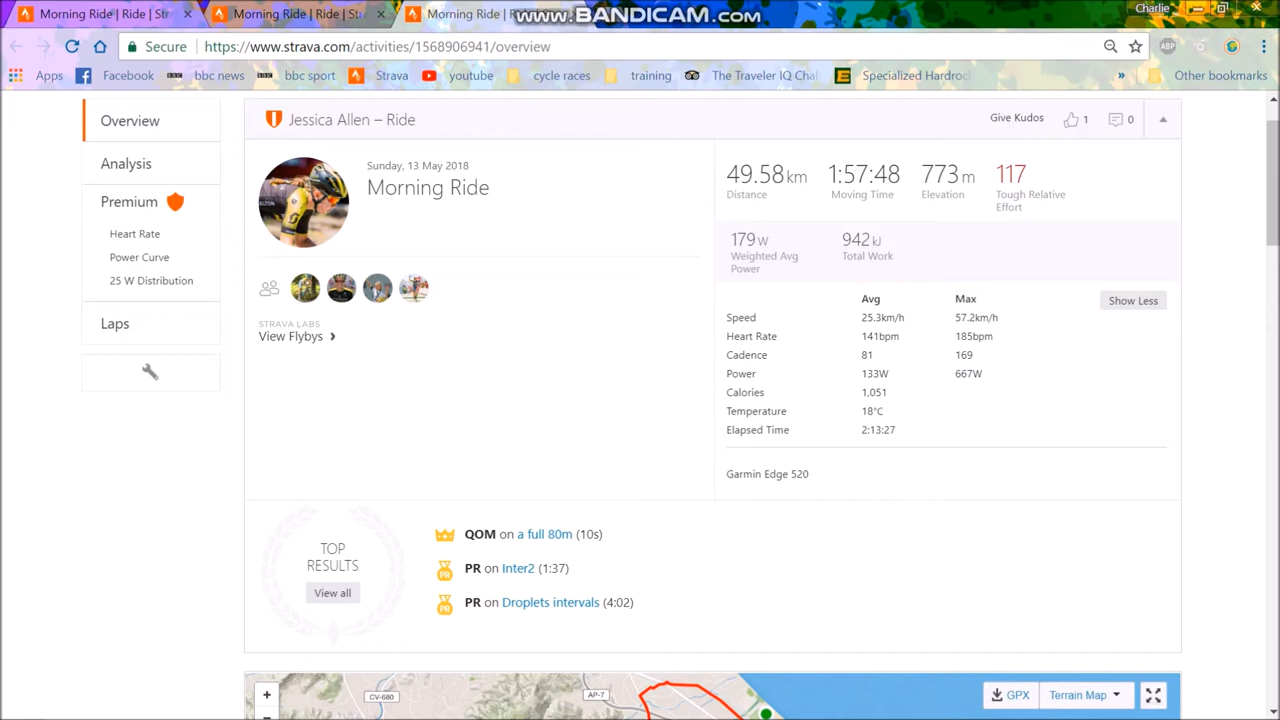 Morning Ride | Ride | Str
Morning Ride | Ride | Str
Morning Ride | R
www.BANDICAM.com
Charlie
Secure
https://www.strava.com/activities/1568906941/overview
ABP
Apps
Facebook
BBC
bbc news
BBC
bbc sport
Strava
youtube
cycle races
training
The Traveler IQ Chal
Specialized Hardroc
»
Other bookmarks
Overview
Analysis
Premium
Heart Rate
Power Curve
25 W Distribution
Laps
Jessica Allen – Ride
Give Kudos
1
0
Sunday, 13 May 2018
Morning Ride
49.58km
Distance
1:57:48
Moving Time
773m
Elevation
117
Tough Relative
Effort
179W
Weighted Avg
Power
942kJ
Total Work
STRAVA LABS
View Flybys
Avg
Max
Show Less
Speed
25.3km/h
57.2km/h
Heart Rate
141bpm
185bpm
Cadence
81
169
Power
133W
667W
Calories
1,051
Temperature
18°C
Elapsed Time
2:13:27
Garmin Edge 520
TOP
RESULTS
View all
QOM on a full 80m (10s)
PR
PR on Inter2 (1:37)
PR
PR on Droplets intervals (4:02)
+
CV-680
AP-7
GPX
Terrain Map